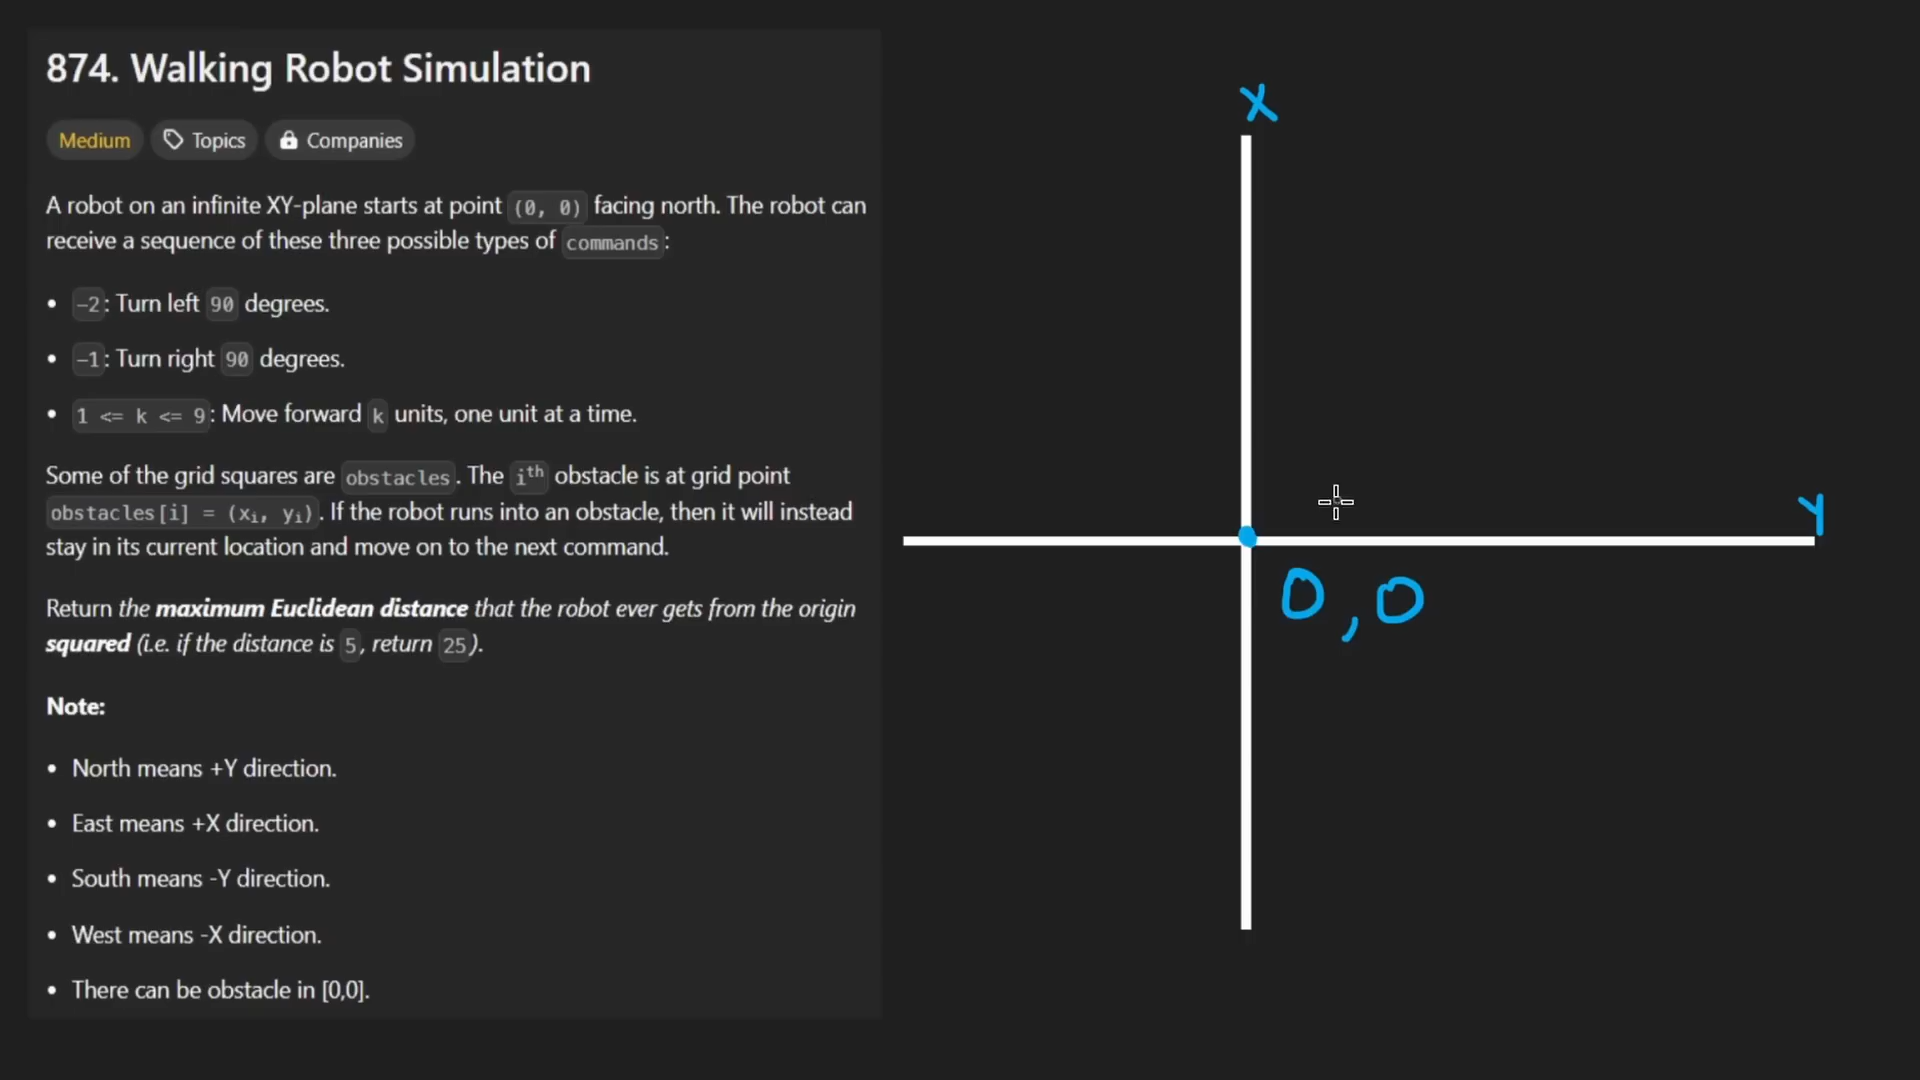 874. Walking Robot Simulation
Medium Topics Companies
A robot on an infinite XY-plane starts at point (0, 0) facing north. The robot can
receive a sequence of these three possible types of commands:
• -2: Turn left 90 degrees.
• -1: Turn right 90 degrees.
• 1 <= k <= 9: Move forward k units, one unit at a time.
Some of the grid squares are obstacles. The iᵗʰ obstacle is at grid point
obstacles[i] = (xᵢ, yᵢ). If the robot runs into an obstacle, then it will instead
stay in its current location and move on to the next command.
Return the maximum Euclidean distance that the robot ever gets from the origin
squared (i.e. if the distance is 5, return 25).
Note:
• North means +Y direction.
• East means +X direction.
• South means -Y direction.
• West means -X direction.
• There can be obstacle in [0,0].
X
Y
0,0